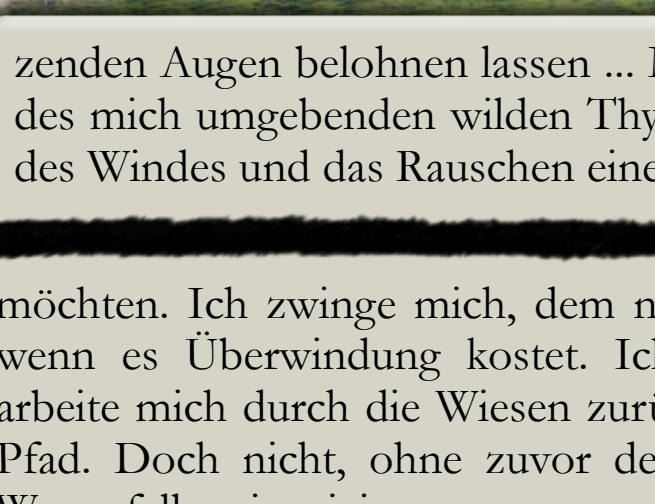 zenden Augen belohnen lassen ...
des mich umgebenden wilden
des Windes und das Rauschen
möchten. Ich zwinge mich, dem
wenn es Überwindung kostet.
arbeite mich durch die Wiesen
Pfad. Doch nicht, ohne zuvor